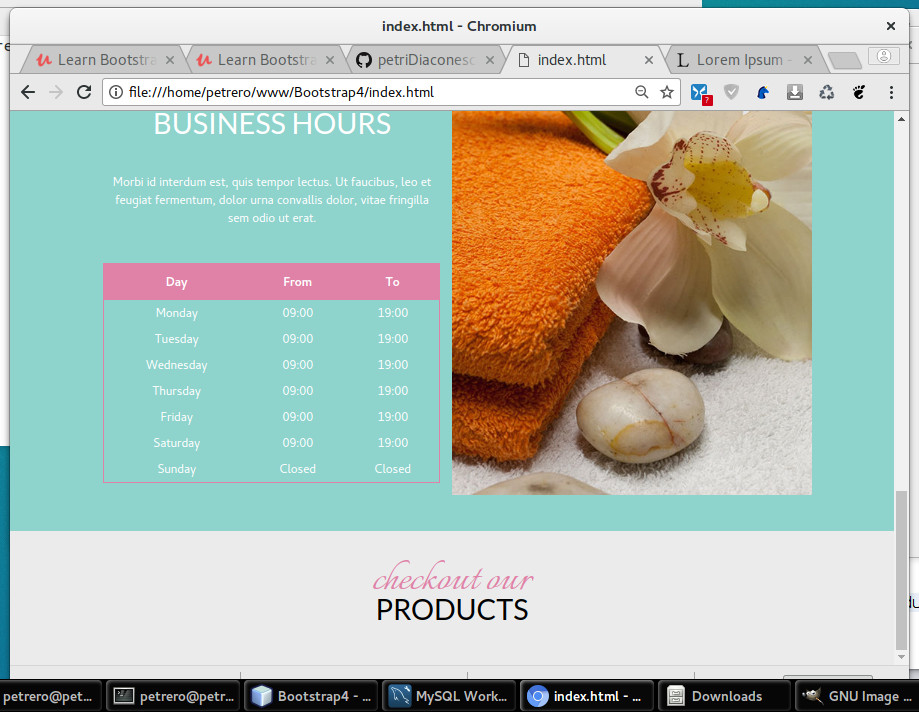 index.html - Chromium
Learn Bootstra
Learn Bootstra
petriDiaconesc
index.html
Lorem Ipsum -
file:///home/petrero/www/Bootstrap4/index.html
BUSINESS HOURS
Morbi id interdum est, quis tempor lectus. Ut faucibus, leo et
feugiat fermentum, dolor urna convallis dolor, vitae fringilla
sem odio ut erat.
Day From To
Monday 09:00 19:00
Tuesday 09:00 19:00
Wednesday 09:00 19:00
Thursday 09:00 19:00
Friday 09:00 19:00
Saturday 09:00 19:00
Sunday Closed Closed
checkout our
PRODUCTS
petrero@pet...
petrero@petr...
Bootstrap4 - ...
MySQL Work...
index.html - ...
Downloads
GNU Image ...